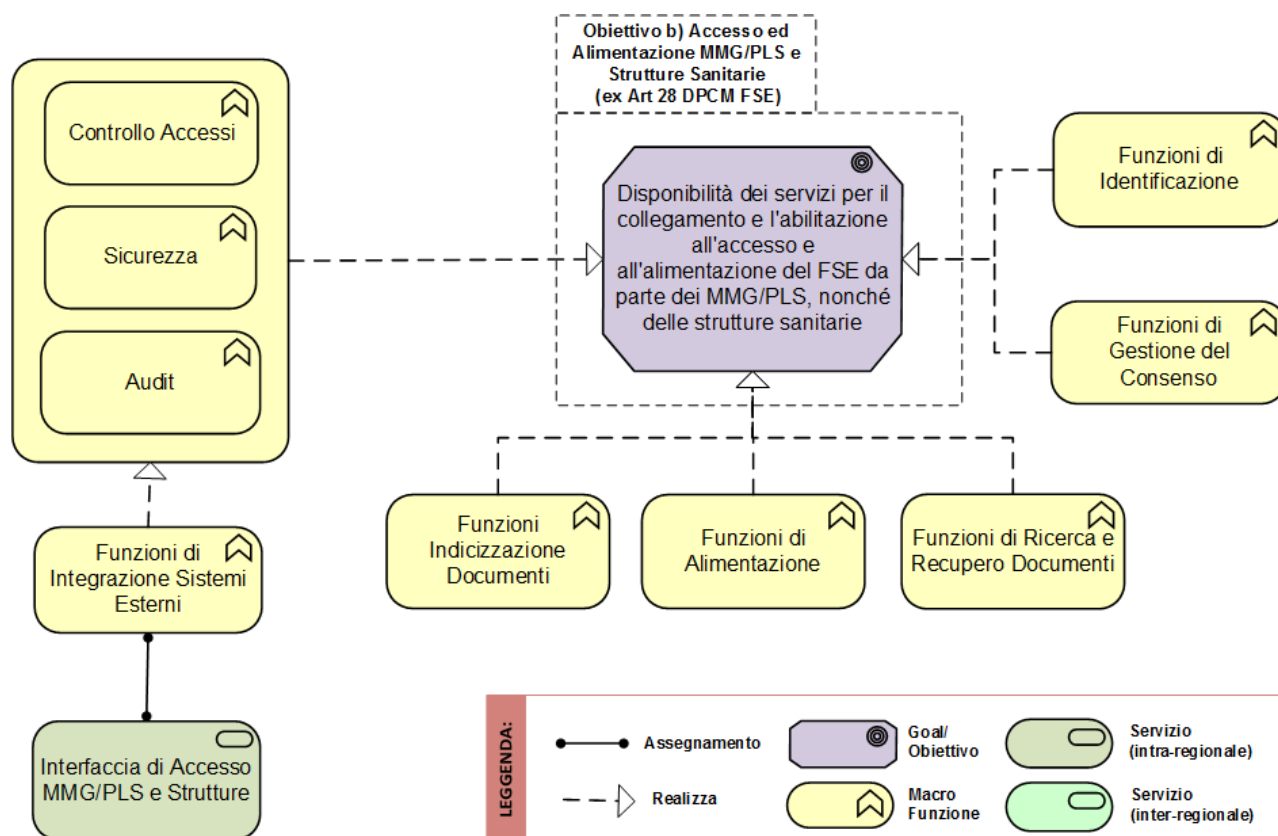 Obiettivo b) Accesso ed
Alimentazione MMG/PLS e
Strutture Sanitarie
(ex Art 28 DPCM FSE)
Controllo Accessi
Sicurezza
Audit
Disponibilità dei servizi per il
collegamento e l'abilitazione
all'accesso e
all'alimentazione del FSE da
parte dei MMG/PLS, nonché
delle strutture sanitarie
Funzioni di
Identificazione
Funzioni di
Gestione del
Consenso
Funzioni di
Integrazione Sistemi
Esterni
Funzioni
Indicizzazione
Documenti
Funzioni di
Alimentazione
Funzioni di Ricerca e
Recupero Documenti
Interfaccia di Accesso
MMG/PLS e Strutture
LEGGENDA:
Assegnamento
Realizza
Goal/
Obiettivo
Macro
Funzione
Servizio
(intra-regionale)
Servizio
(inter-regionale)